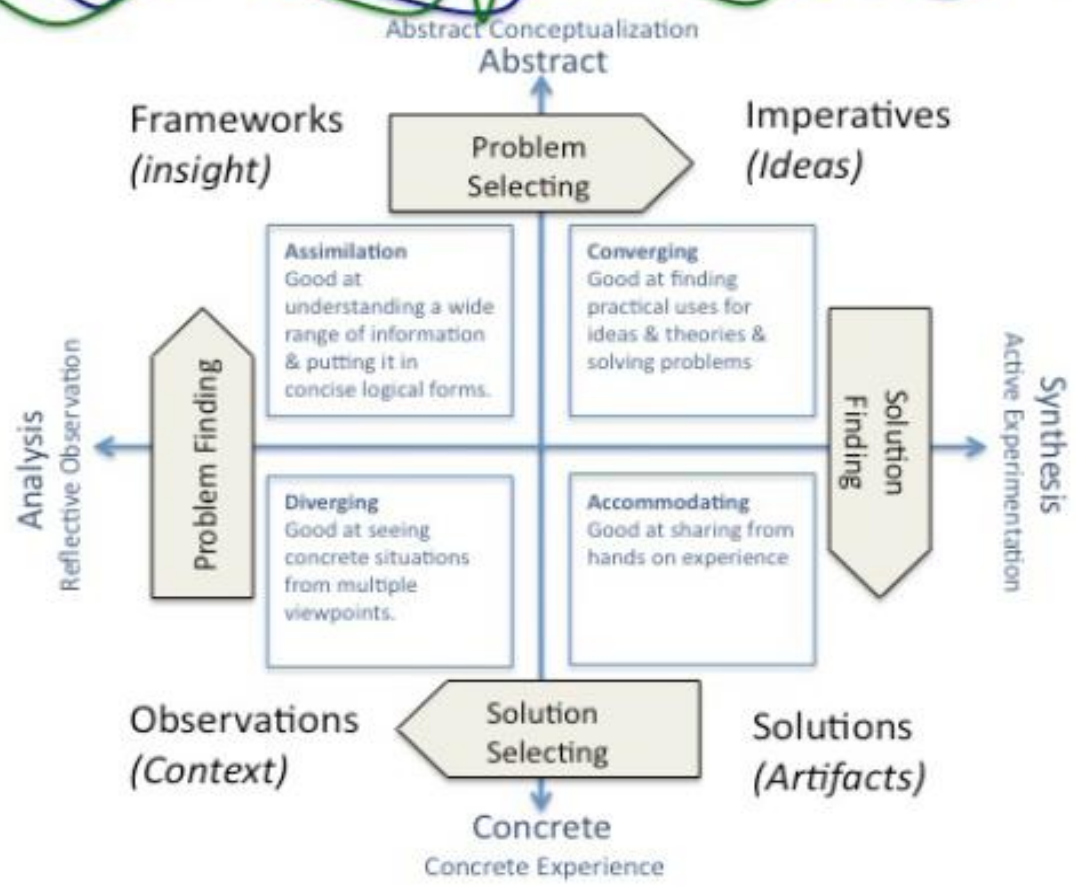 Abstract Conceptualization
Abstract
Frameworks
(insight)
Problem
Selecting
Imperatives
(Ideas)
Assimilation
Good at
understanding a wide
range of information
& putting it in
concise logical forms.
Converging
Good at finding
practical uses for
ideas & theories &
solving problems
Analysis
Reflective Observation
Problem Finding
Solution
Finding
Synthesis
Active Experimentation
Diverging
Good at seeing
concrete situations
from multiple
viewpoints.
Accommodating
Good at sharing from
hands on experience
Observations
(Context)
Solution
Selecting
Solutions
(Artifacts)
Concrete
Concrete Experience